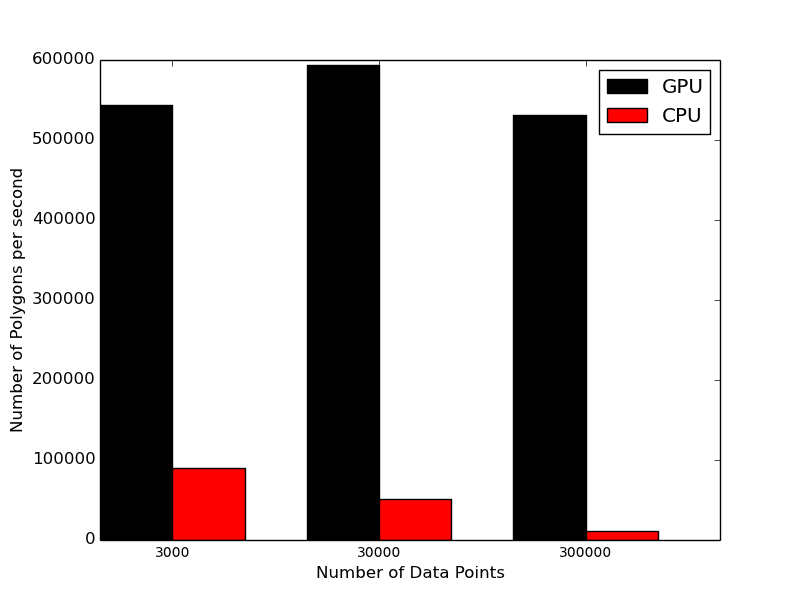 600000
500000
400000
300000
200000
100000
0
Number of Polygons per second
GPU
CPU
3000
30000
300000
Number of Data Points